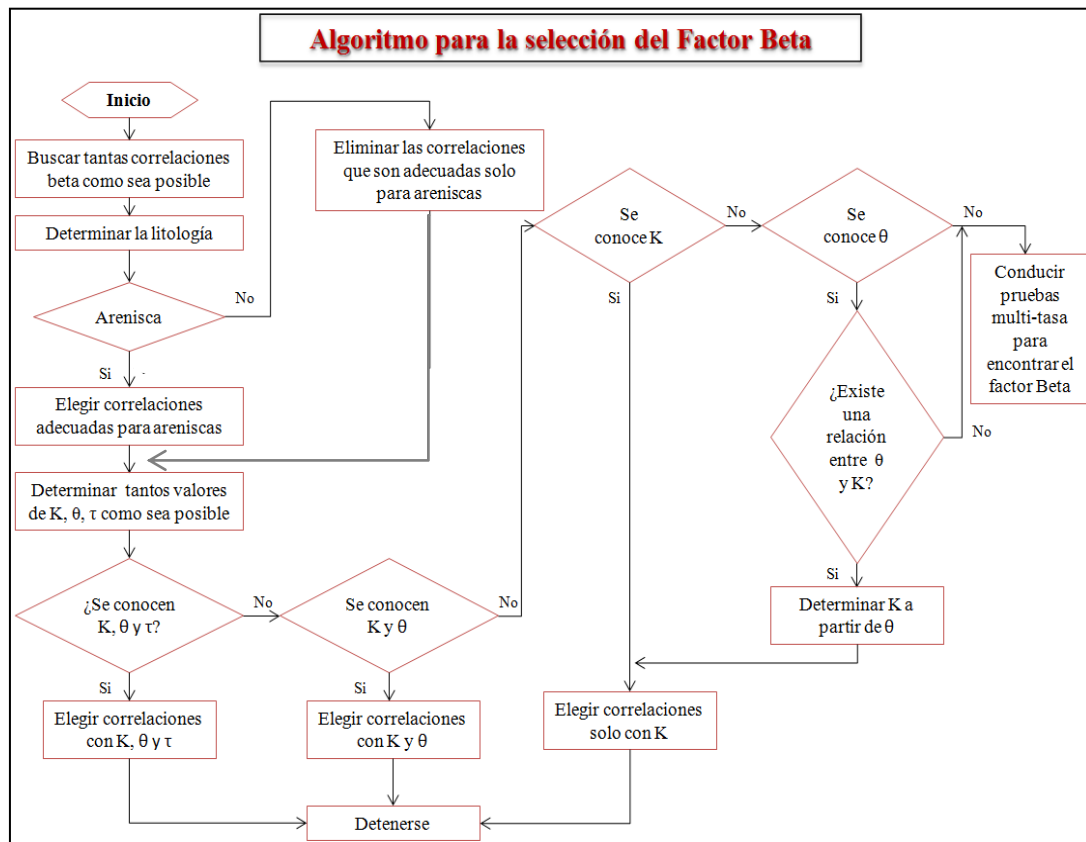 Algoritmo para la selección del Factor Beta
Inicio
Buscar tantas correlaciones
beta como sea posible
Determinar la litología
Arenisca
No
Eliminar las correlaciones
que son adecuadas solo
para areniscas
Si
Elegir correlaciones
adecuadas para areniscas
Determinar tantos valores
de K, θ, τ como sea posible
¿Se conocen
K, θ y τ?
No
Se conocen
K y θ
No
Si
Elegir correlaciones
con K, θ y τ
Si
Elegir correlaciones
con K y θ
Se
conoce K
No
Si
Se
conoce θ
No
Si
Conducir
pruebas
multi-tasa
para
encontrar el
factor Beta
¿Existe
una
relación
entre θ
y K?
No
Si
Determinar K a
partir de θ
Elegir correlaciones
solo con K
Detenerse